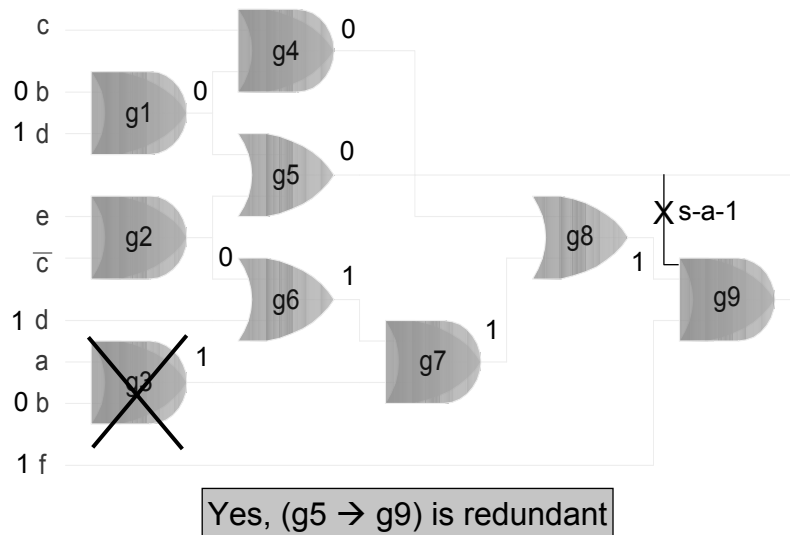 c
g4
0
0 b
g1
0
1 d
g5
0
e
g2
X s-a-1
g8
c
0
g6
1
1
g9
1 d
a
g3
1
g7
1
0 b
1 f
Yes, (g5 → g9) is redundant